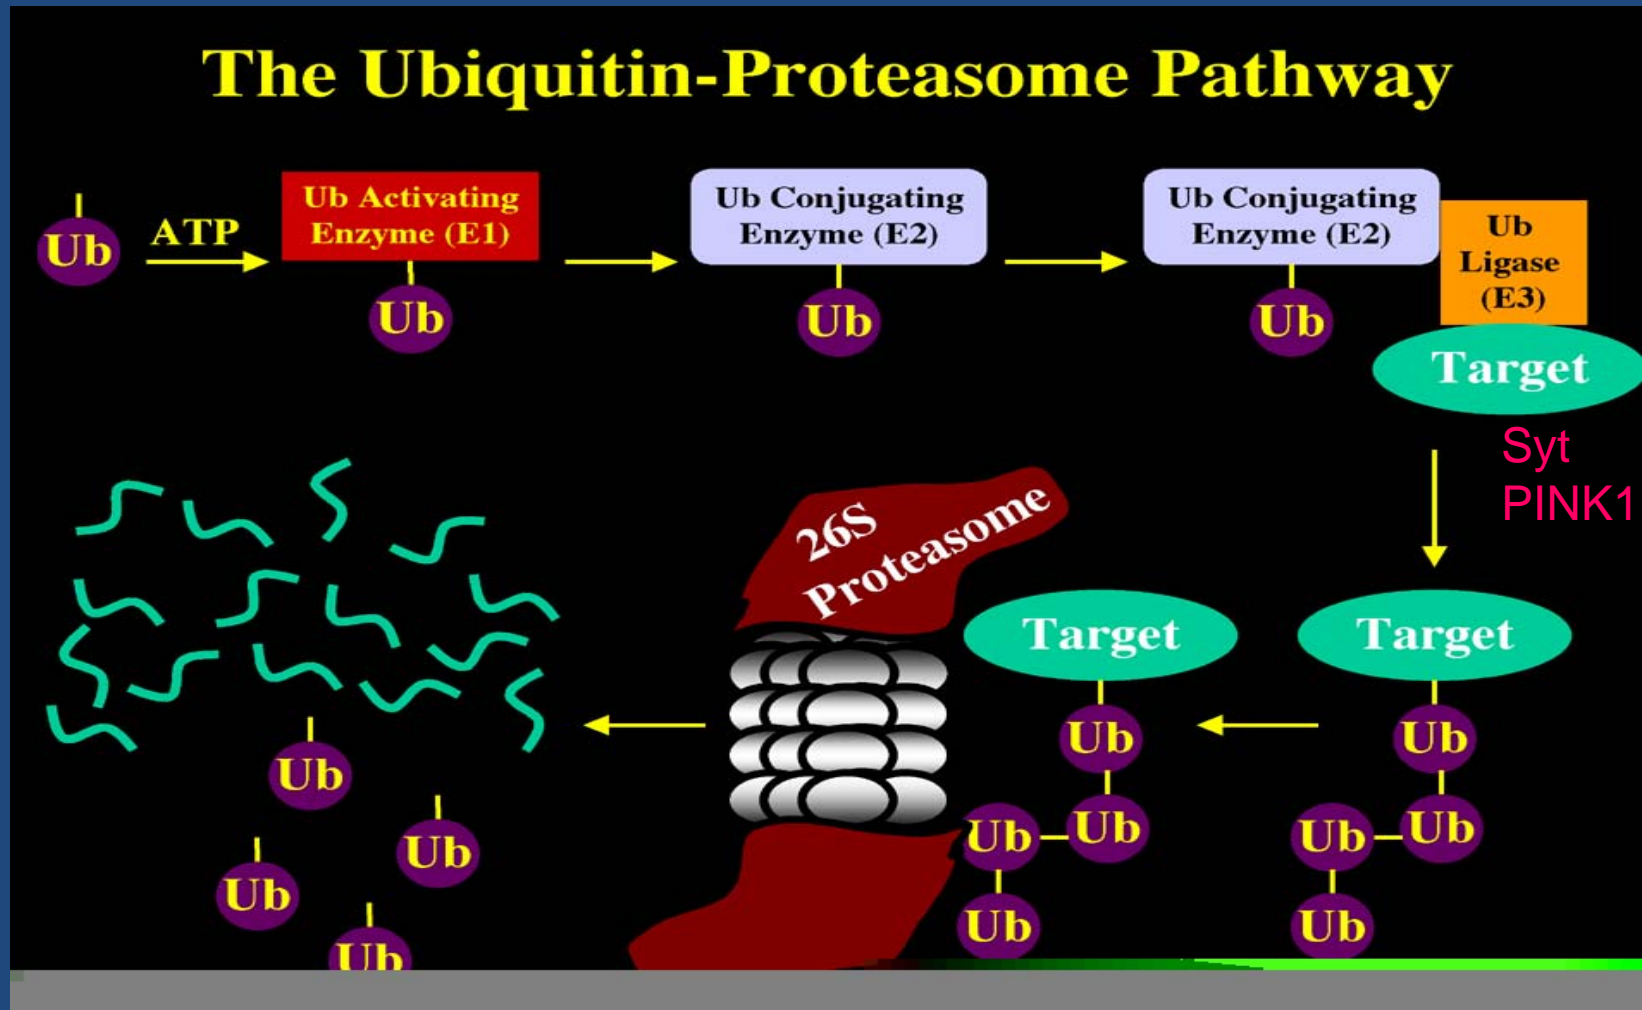 The Ubiquitin-Proteasome Pathway
Ub
ATP
Ub Activating
Enzyme (E1)
Ub
Ub Conjugating
Enzyme (E2)
Ub
Ub Conjugating
Enzyme (E2)
Ub
Ub
Ligase
(E3)
Target
Syt
PINK1
26S
Proteasome
Target
Ub
Ub
Ub
Ub
Target
Ub
Ub
Ub
Ub
Ub
Ub
Ub
Ub